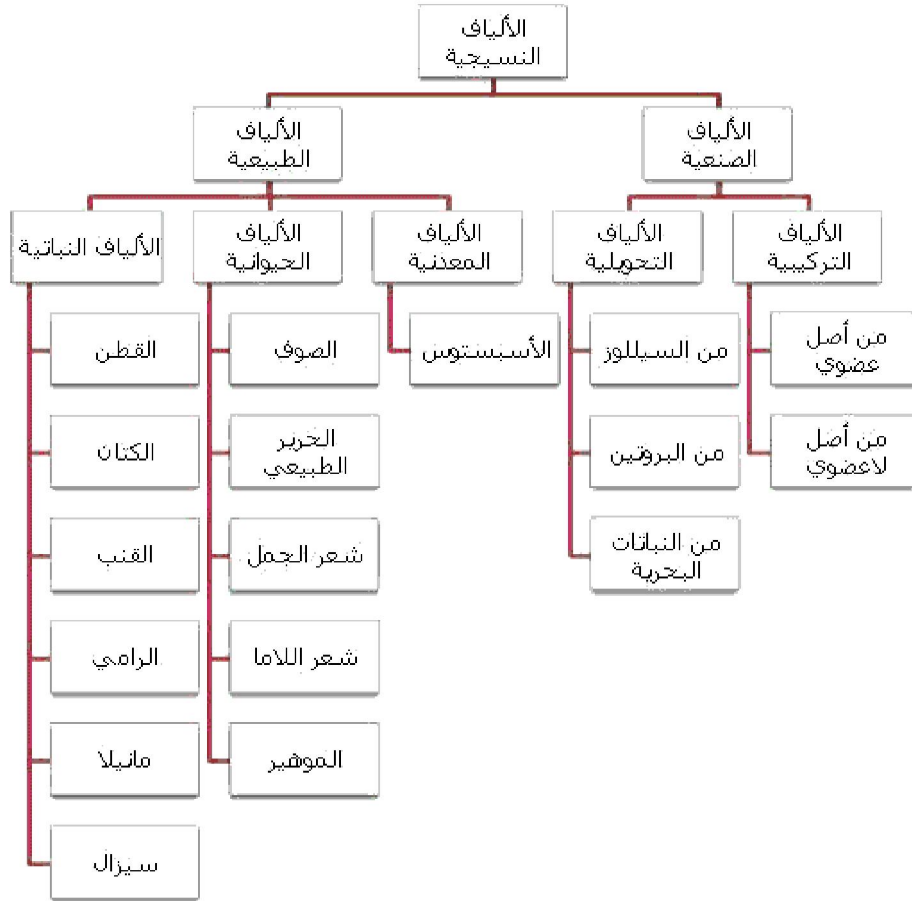 الألياف
النسيجية
الألياف
الصنعية
الألياف
الطبيعية
الألياف
التركيبية
الألياف
التحويلية
الألياف
المعدنية
الألياف
الحيوانية
الألياف النباتية
من أصل
عضوي
من أصل
لاعضوي
من السيللوز
من البروتين
من النباتات
البحرية
الأسبستوس
الصوف
الحرير
الطبيعي
شعر الجمل
شعر اللاما
الموهير
القطن
الكتان
القنب
الرامي
مانيلا
سيزال